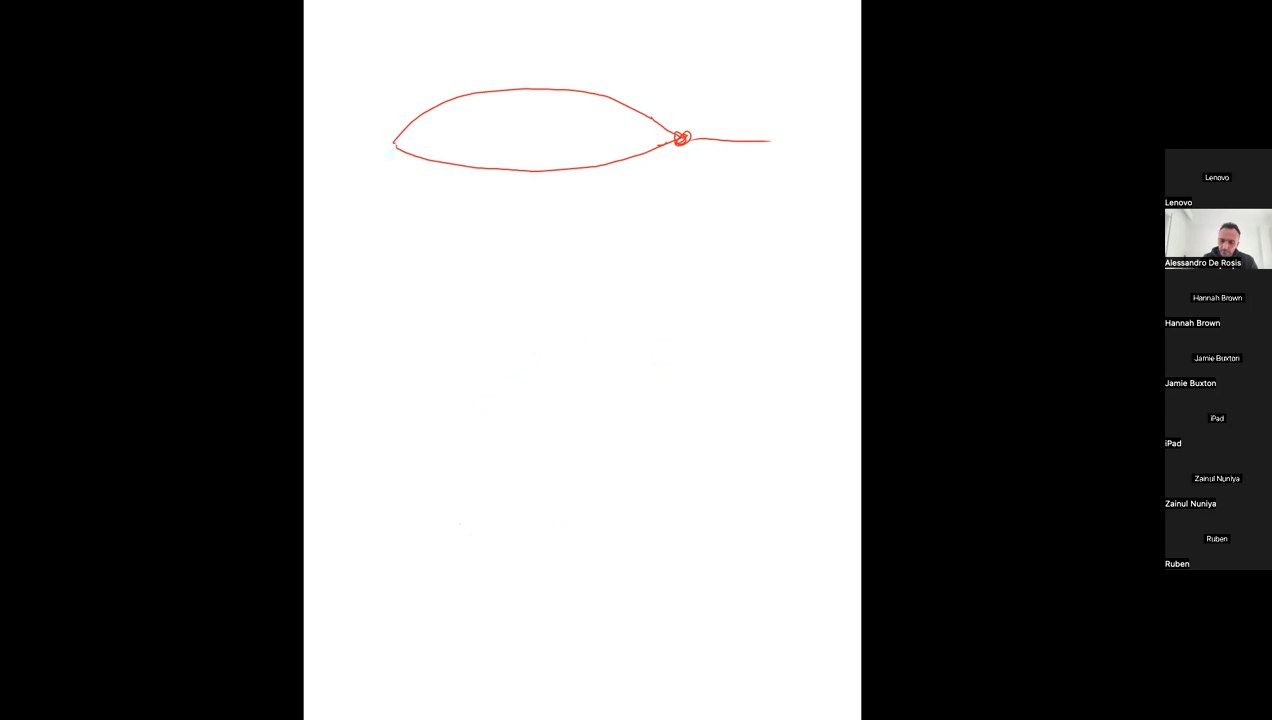 Lenovo
Lenovo
Alessandro De Rosis
Hannah Brown
Hannah Brown
Jamie Buxton
Jamie Buxton
iPad
iPad
Zainul Nuniya
Zainul Nuniya
Ruben
Ruben